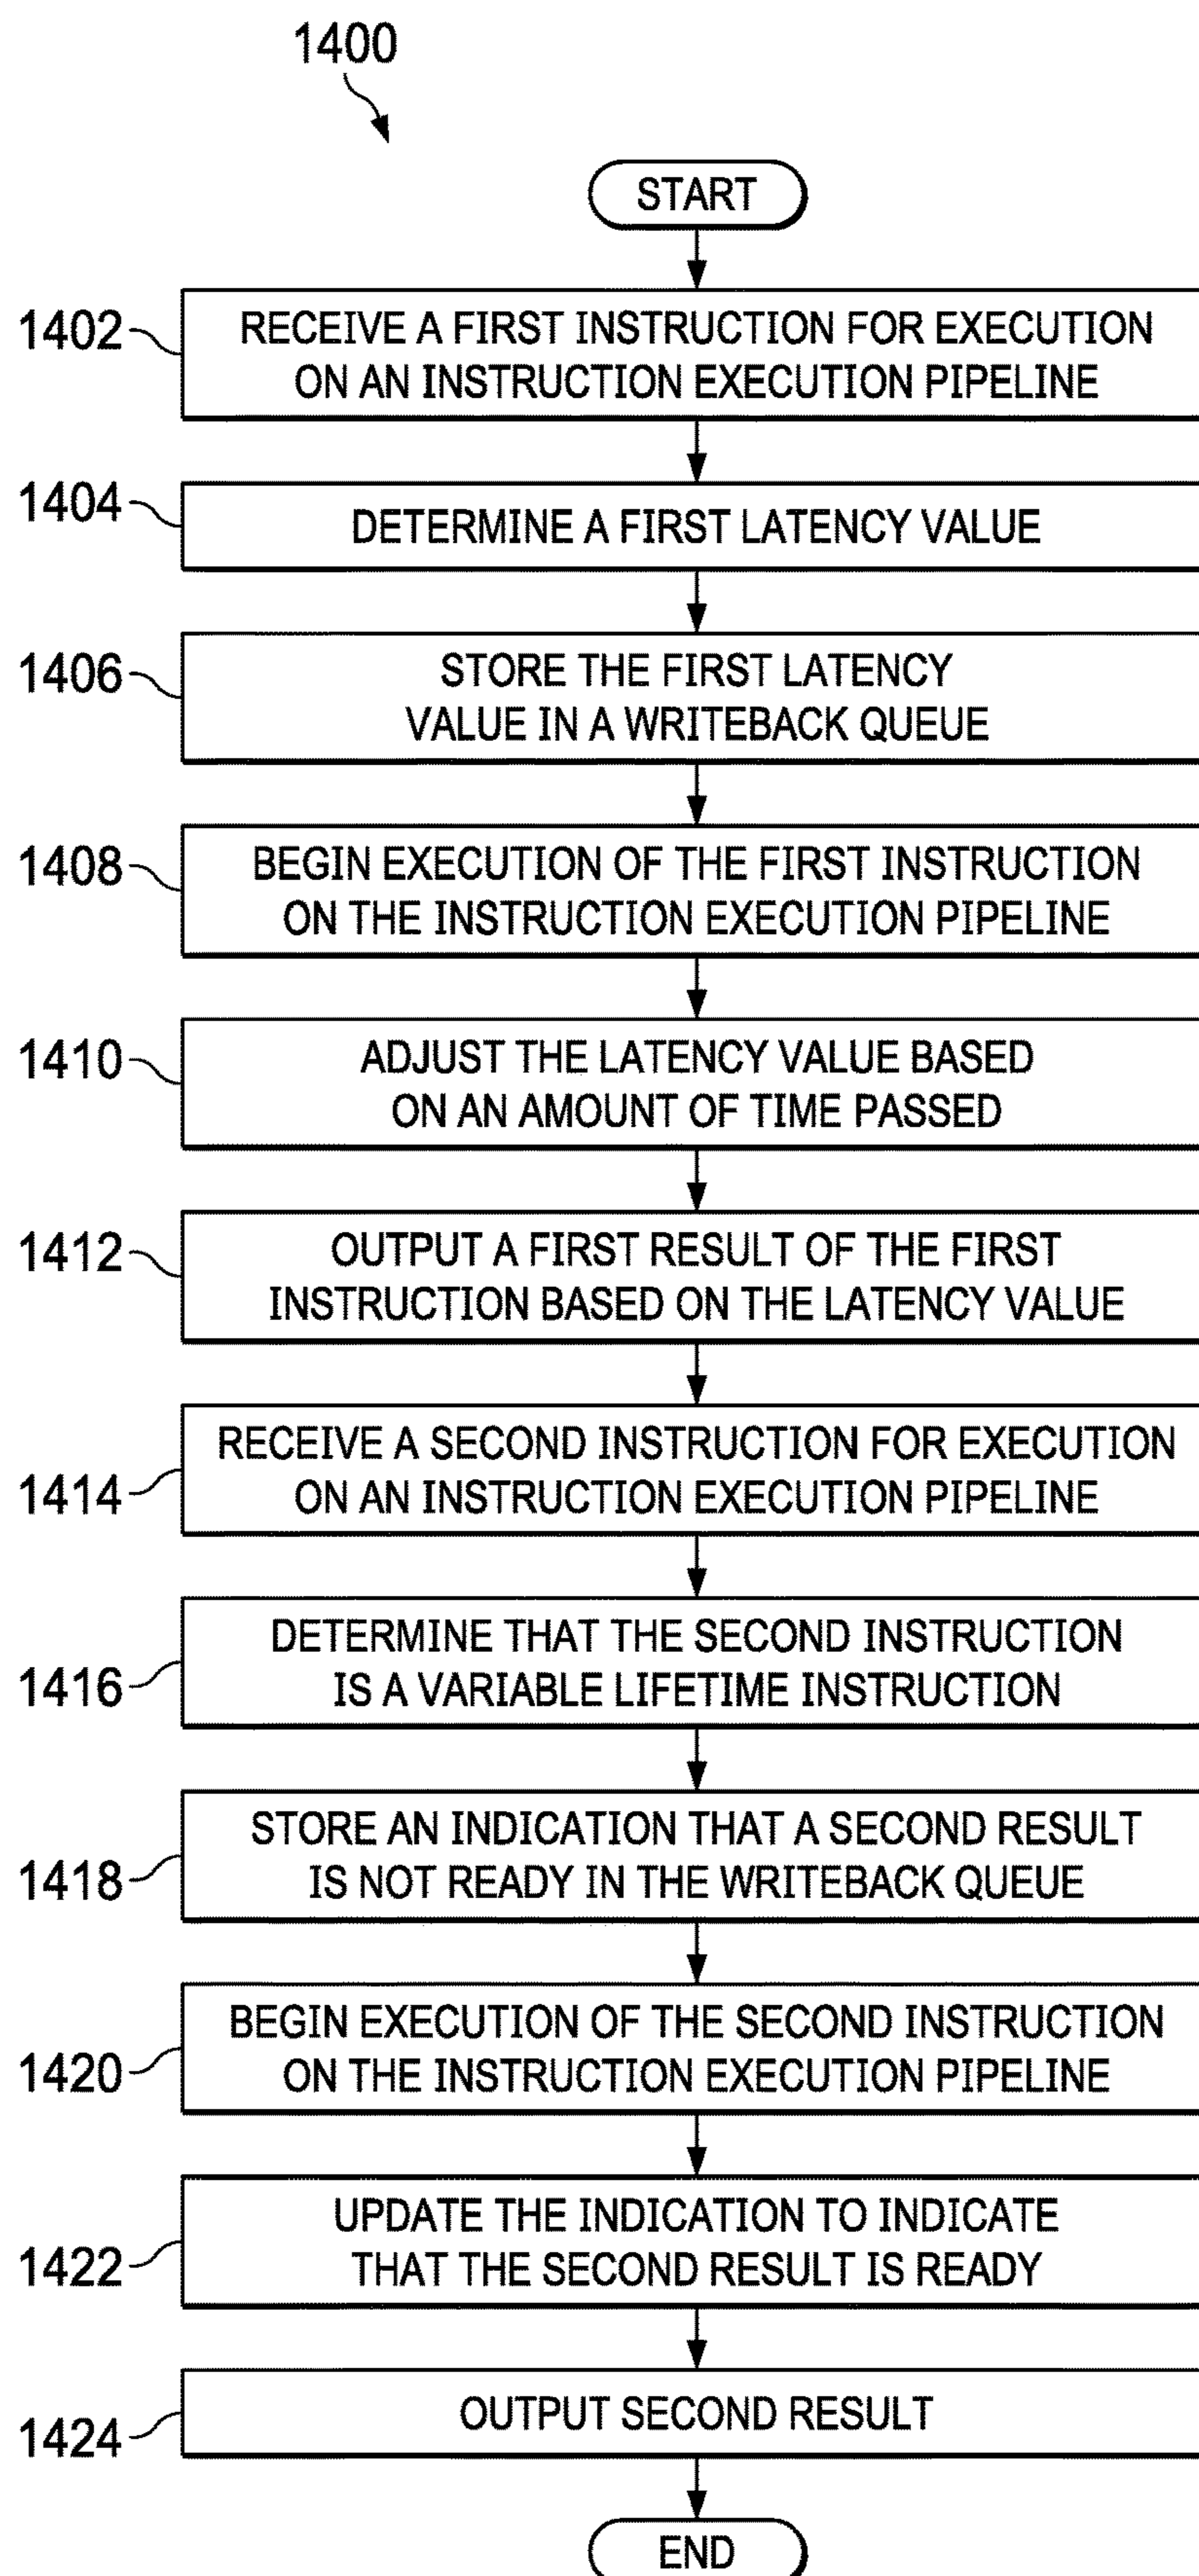 1400
START
1402
RECEIVE A FIRST INSTRUCTION FOR EXECUTION
ON AN INSTRUCTION EXECUTION PIPELINE
1404
DETERMINE A FIRST LATENCY VALUE
1406
STORE THE FIRST LATENCY
VALUE IN A WRITEBACK QUEUE
1408
BEGIN EXECUTION OF THE FIRST INSTRUCTION
ON THE INSTRUCTION EXECUTION PIPELINE
1410
ADJUST THE LATENCY VALUE BASED
ON AN AMOUNT OF TIME PASSED
1412
OUTPUT A FIRST RESULT OF THE FIRST
INSTRUCTION BASED ON THE LATENCY VALUE
1414
RECEIVE A SECOND INSTRUCTION FOR EXECUTION
ON AN INSTRUCTION EXECUTION PIPELINE
1416
DETERMINE THAT THE SECOND INSTRUCTION
IS A VARIABLE LIFETIME INSTRUCTION
1418
STORE AN INDICATION THAT A SECOND RESULT
IS NOT READY IN THE WRITEBACK QUEUE
1420
BEGIN EXECUTION OF THE SECOND INSTRUCTION
ON THE INSTRUCTION EXECUTION PIPELINE
1422
UPDATE THE INDICATION TO INDICATE
THAT THE SECOND RESULT IS READY
1424
OUTPUT SECOND RESULT
END